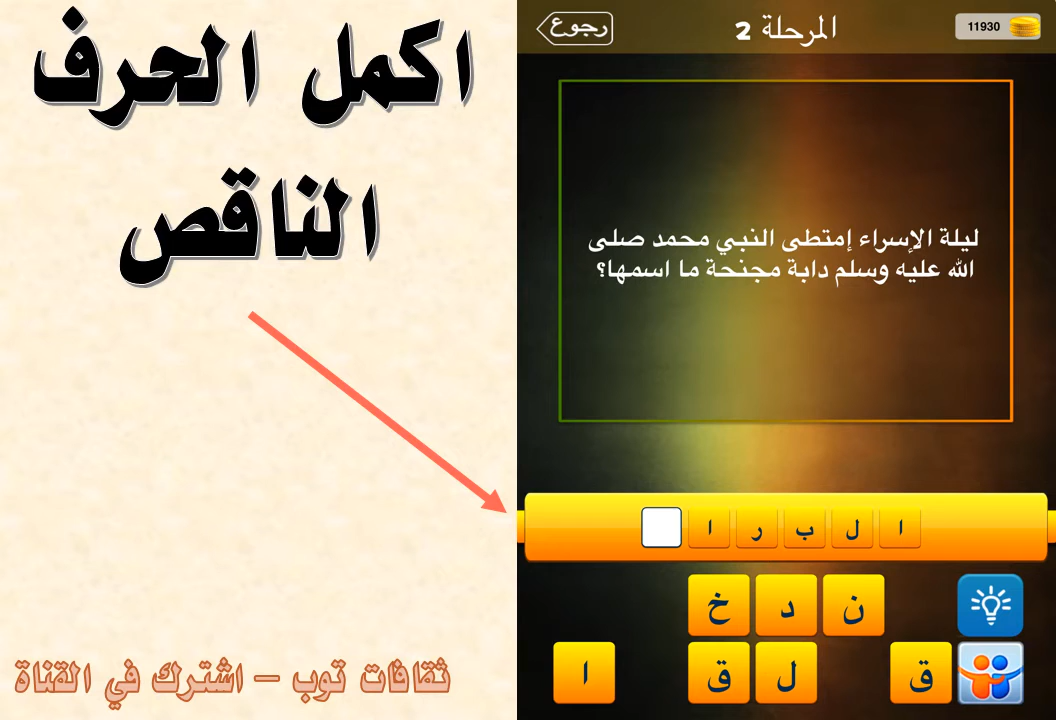 اكمل الحرف
الناقص
ثقافات توب – اشترك في القناة
رجوع
المرحلة 2
11930
ليلة الإسراء إمتطى النبي محمد صلى
الله عليه وسلم دابة مجنحة ما اسمها؟
ا ل ب ر ا
ن د خ
ق ل ق ا